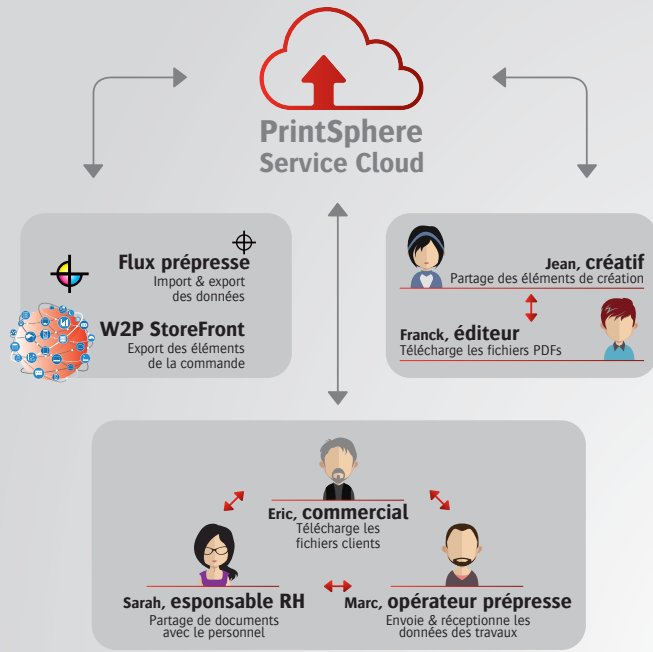 PrintSphere
Service Cloud
Flux prépresse
Import & export
des données
W2P StoreFront
Export des éléments
de la commande
Jean, créatif
Partage des éléments de création
Franck, éditeur
Télécharge les fichiers PDFs
Eric, commercial
Télécharge les
fichiers clients
Sarah, esponsable RH
Partage de documents
avec le personnel
Marc, opérateur prépresse
Envoie & réceptionne les
données des travaux